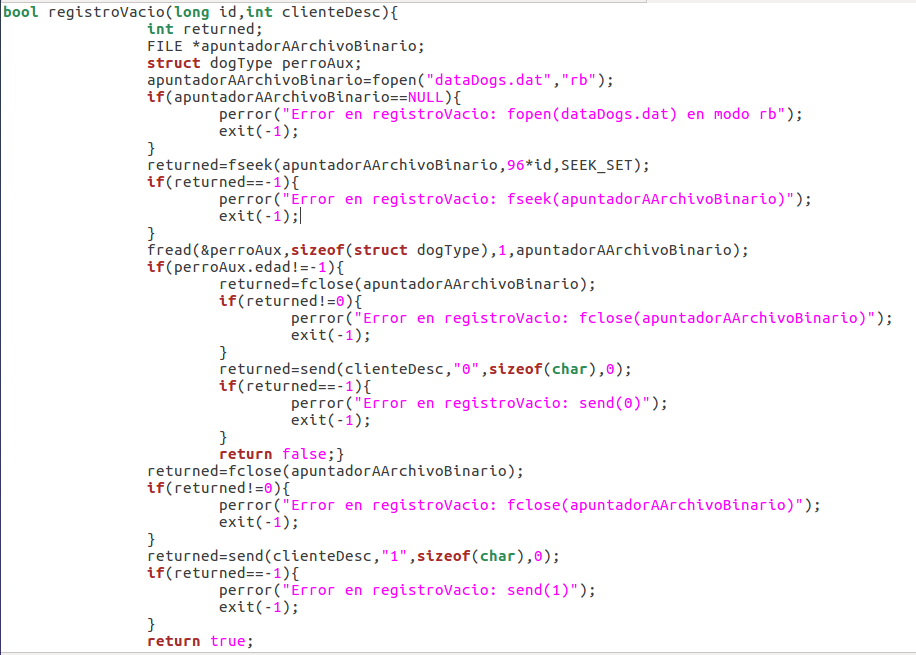 bool registroVacio(long id,int clienteDesc){
int returned;
FILE *apuntadorAArchivoBinario;
struct dogType perroAux;
apuntadorAArchivoBinario=fopen("dataDogs.dat","rb");
if(apuntadorAArchivoBinario==NULL){
perror("Error en registroVacio: fopen(dataDogs.dat) en modo rb");
exit(-1);
}
returned=fseek(apuntadorAArchivoBinario,96*id,SEEK_SET);
if(returned==-1){
perror("Error en registroVacio: fseek(apuntadorAArchivoBinario)");
exit(-1);
}
fread(&perroAux,sizeof(struct dogType),1,apuntadorAArchivoBinario);
if(perroAux.edad!=-1){
returned=fclose(apuntadorAArchivoBinario);
if(returned!=0){
perror("Error en registroVacio: fclose(apuntadorAArchivoBinario)");
exit(-1);
}
returned=send(clienteDesc,"0",sizeof(char),0);
if(returned==-1){
perror("Error en registroVacio: send(0)");
exit(-1);
}
return false;}
returned=fclose(apuntadorAArchivoBinario);
if(returned!=0){
perror("Error en registroVacio: fclose(apuntadorAArchivoBinario)");
exit(-1);
}
returned=send(clienteDesc,"1",sizeof(char),0);
if(returned==-1){
perror("Error en registroVacio: send(1)");
exit(-1);
}
return true;